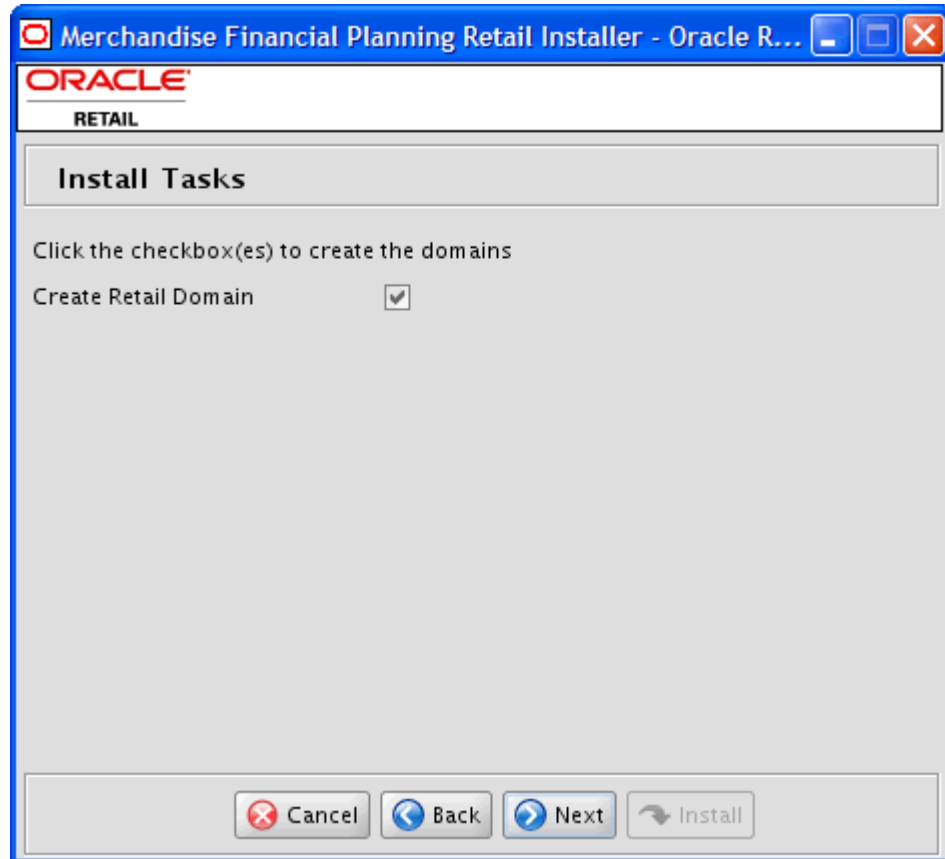 Merchandise Financial Planning Retail Installer - Oracle R...
ORACLE
RETAIL
Install Tasks
Click the checkbox(es) to create the domains
Create Retail Domain
Cancel Back Next Install